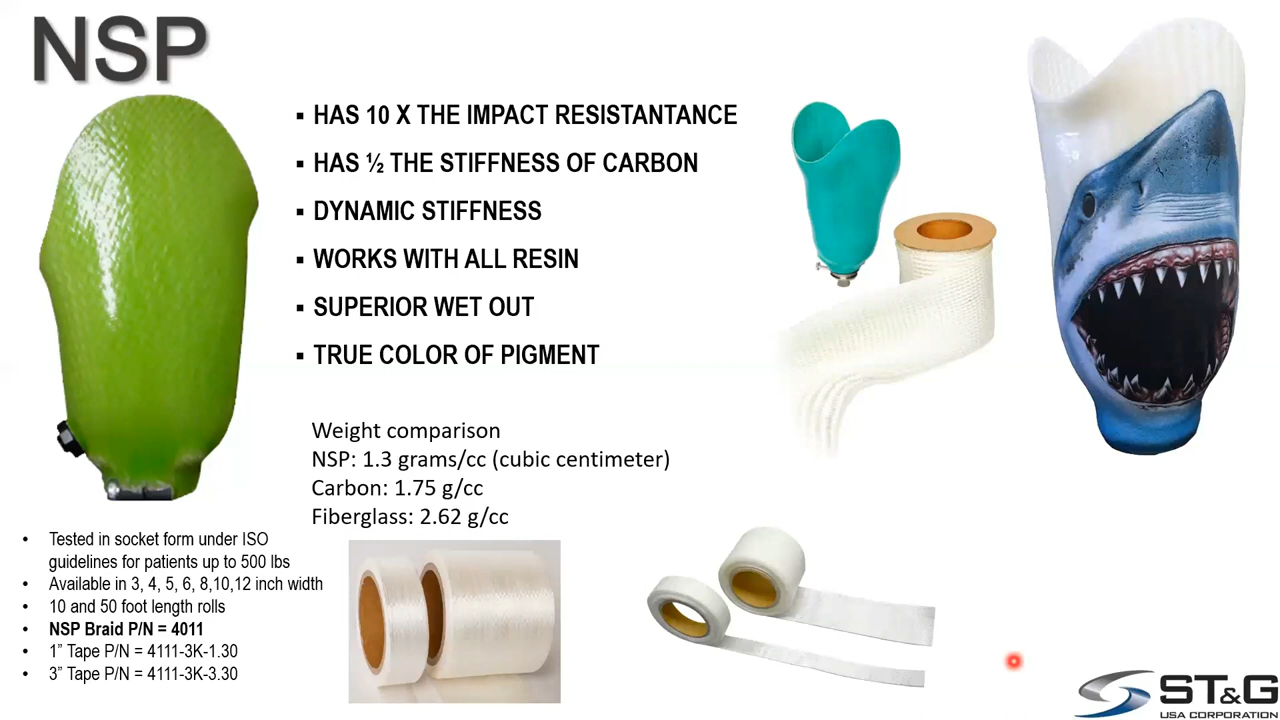 NSP
▪ HAS 10 X THE IMPACT RESISTANTANCE
▪ HAS ½ THE STIFFNESS OF CARBON
▪ DYNAMIC STIFFNESS
▪ WORKS WITH ALL RESIN
▪ SUPERIOR WET OUT
▪ TRUE COLOR OF PIGMENT
Weight comparison
NSP: 1.3 grams/cc (cubic centimeter)
Carbon: 1.75 g/cc
Fiberglass: 2.62 g/cc
• Tested in socket form under ISO
guidelines for patients up to 500 lbs
• Available in 3, 4, 5, 6, 8,10,12 inch width
• 10 and 50 foot length rolls
• NSP Braid P/N = 4011
• 1” Tape P/N = 4111-3K-1.30
• 3” Tape P/N = 4111-3K-3.30
ST&G
USA CORPORATION